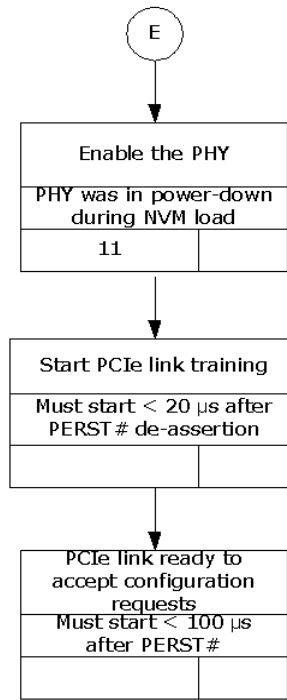 E
Enable the PHY
PHY was in power-down
during NVM load
11
Start PCIe link training
Must start < 20 µs after
PERST# de-assertion
PCIe link ready to
accept configuration
requests
Must start < 100 µs
after PERST#